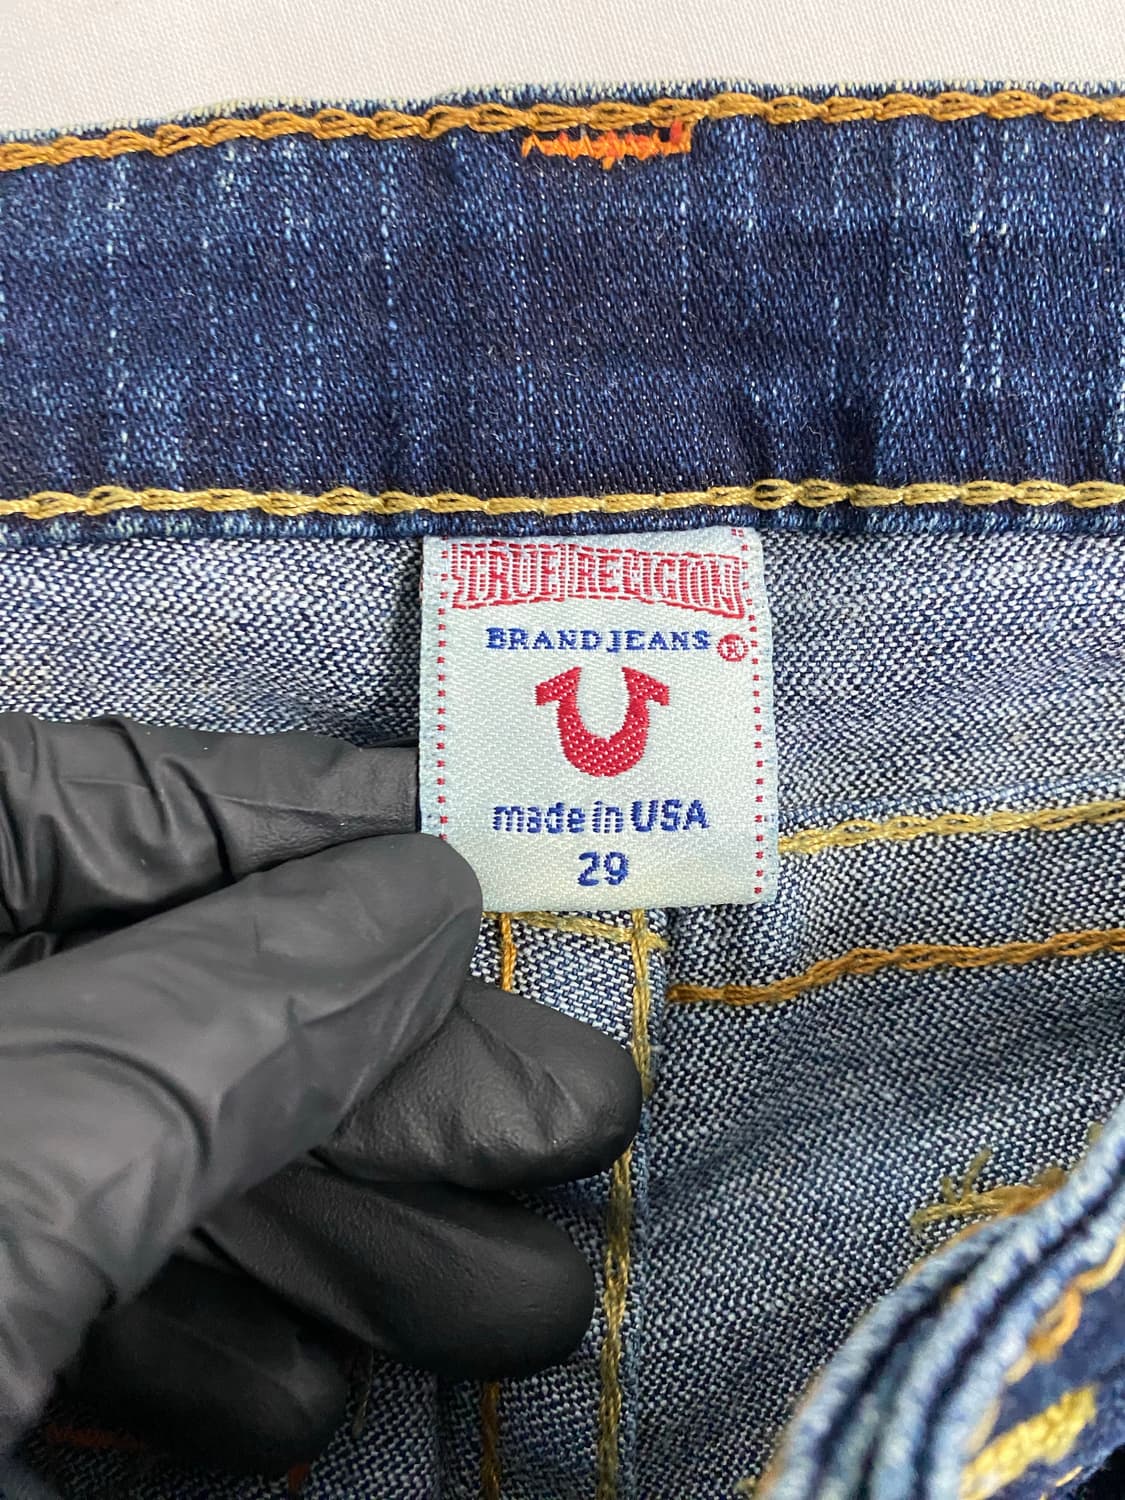 TRUE RELIGION
BRAND JEANS ®
made in USA
29